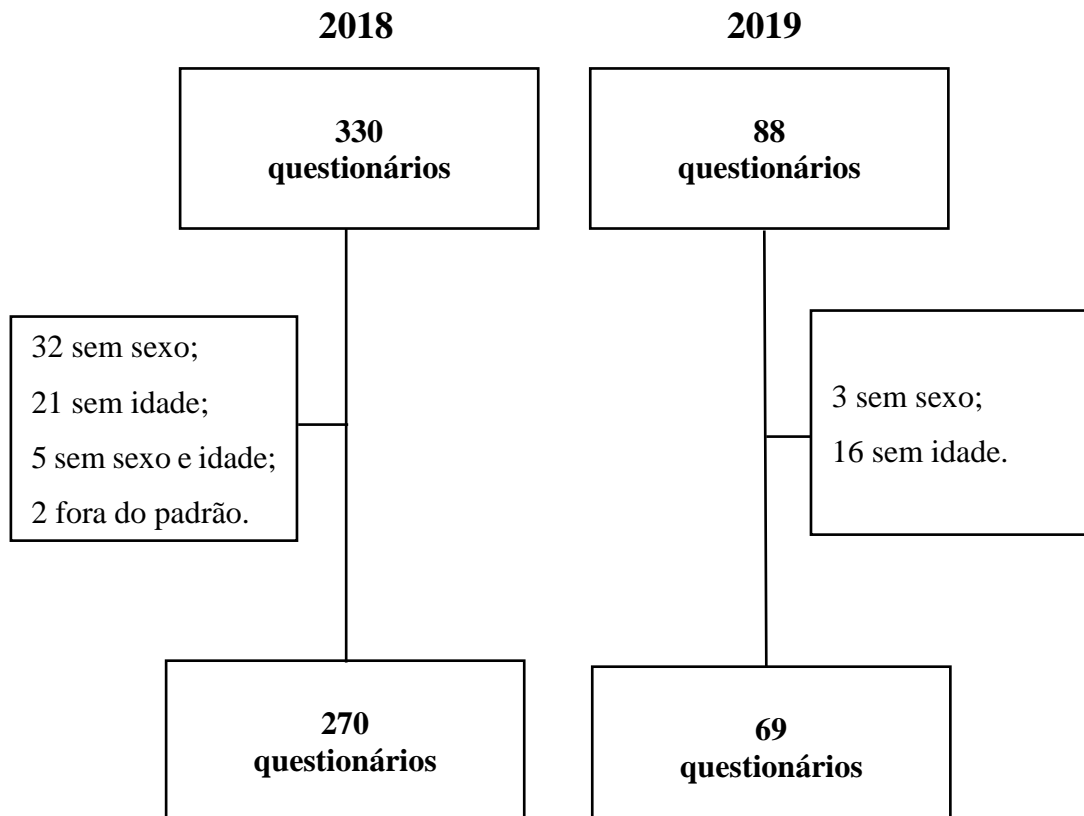 2018
2019
330
questionários
88
questionários
32 sem sexo;
21 sem idade;
5 sem sexo e idade;
2 fora do padrão.
3 sem sexo;
16 sem idade.
270
questionários
69
questionários